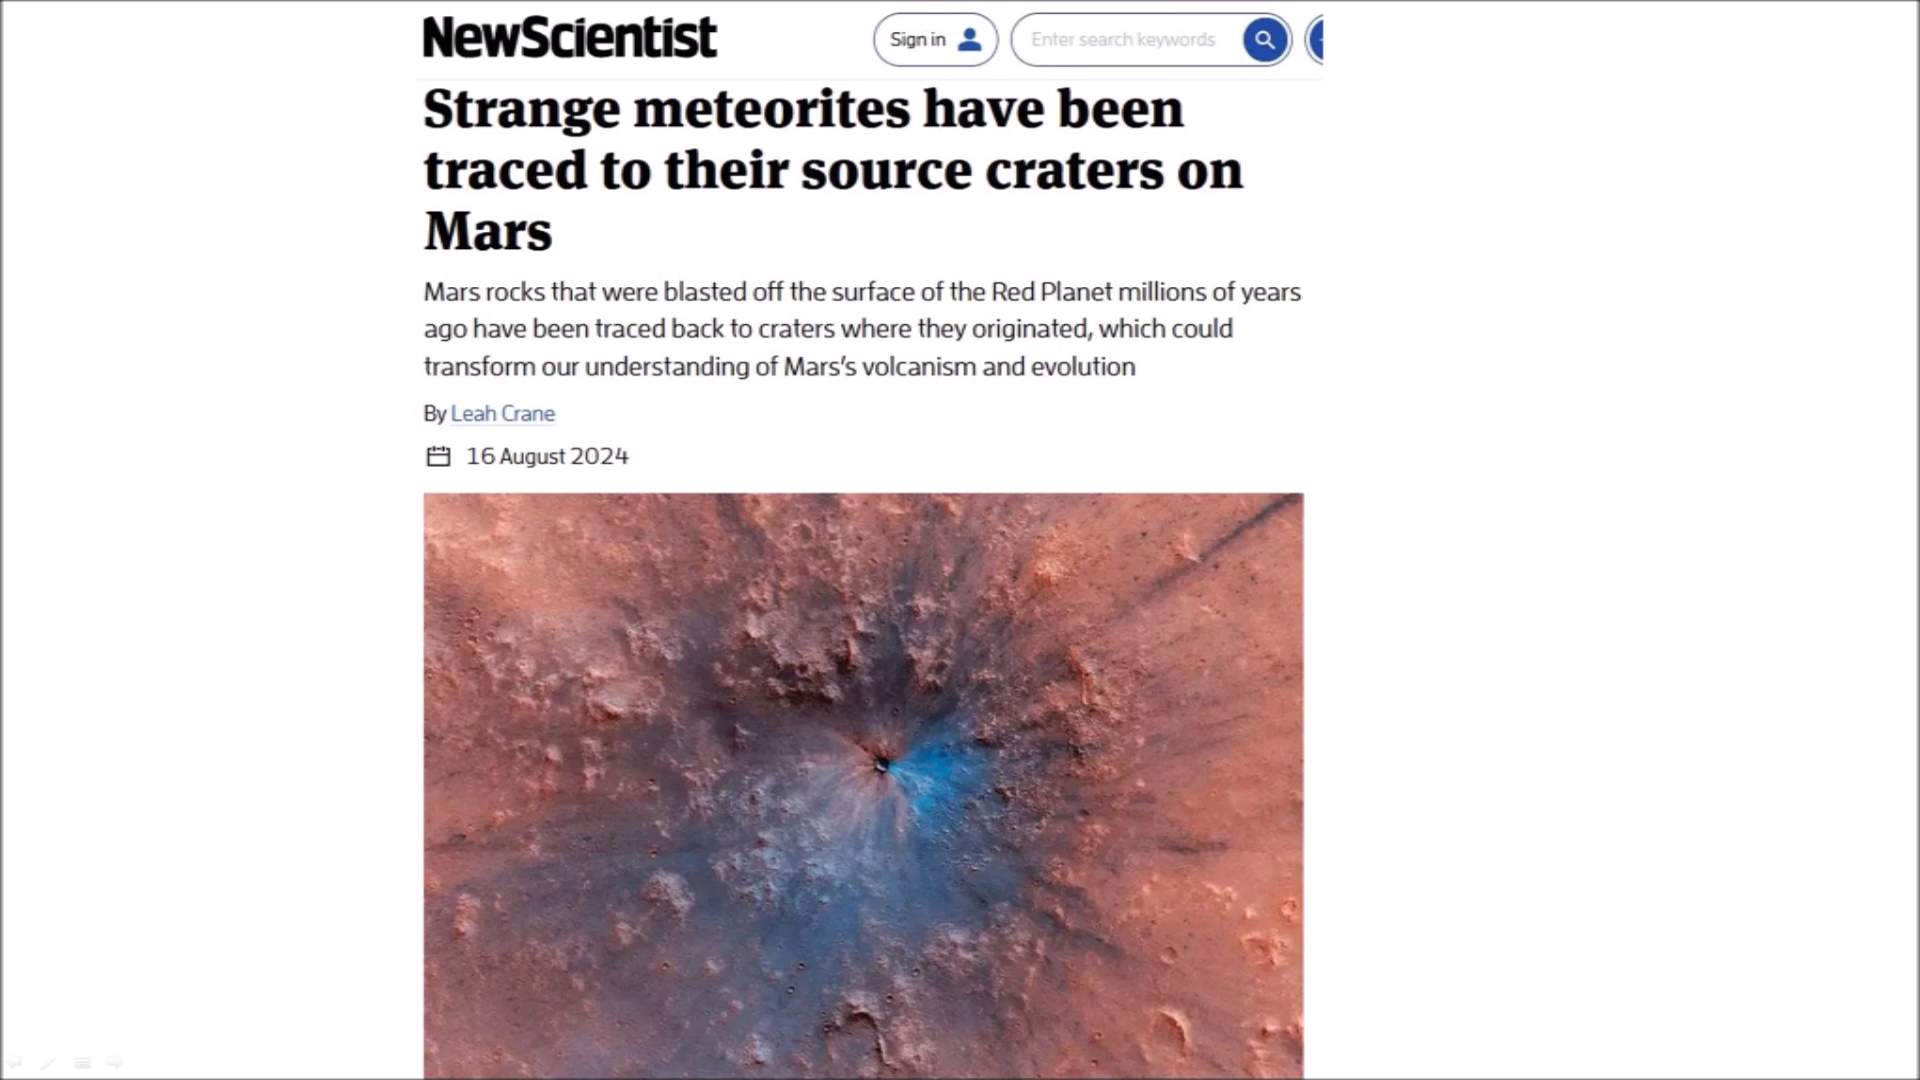 NewScientist
Sign in
Enter search keywords
Strange meteorites have been
traced to their source craters on
Mars
Mars rocks that were blasted off the surface of the Red Planet millions of years
ago have been traced back to craters where they originated, which could
transform our understanding of Mars's volcanism and evolution
By Leah Crane
16 August 2024